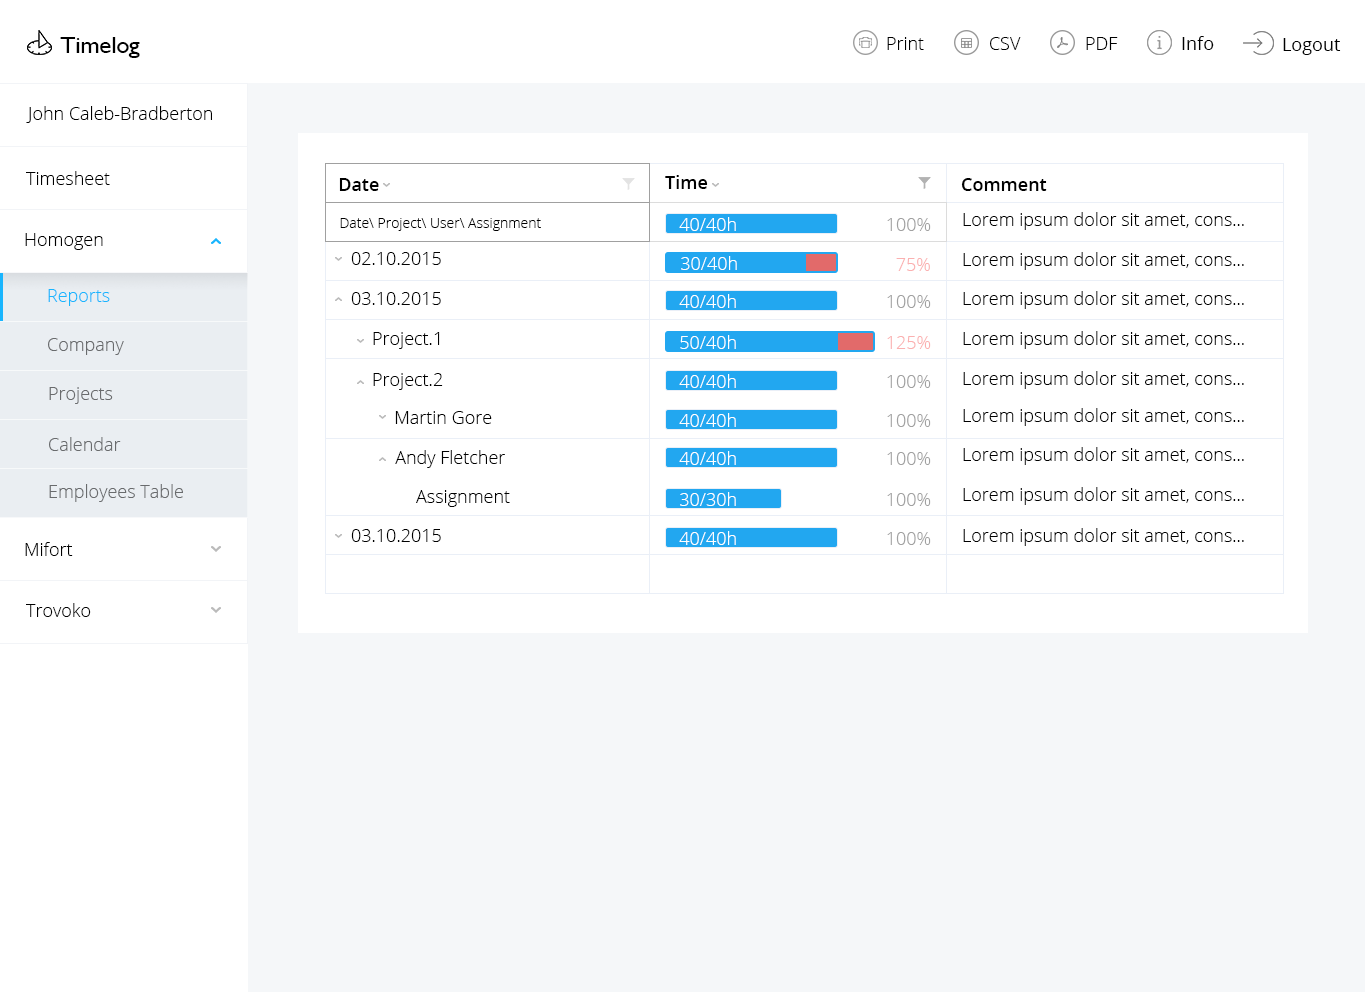 Timelog
Print
CSV
PDF
Info
Logout
John Caleb-Bradberton
Timesheet
Homogen
Reports
Company
Projects
Calendar
Employees Table
Mifort
Trovoko
Date Time Comment
Date\ Project\ User\ Assignment 40/40h 100% Lorem ipsum dolor sit amet, cons...
02.10.2015 30/40h 75% Lorem ipsum dolor sit amet, cons...
03.10.2015 40/40h 100% Lorem ipsum dolor sit amet, cons...
Project.1 50/40h 125% Lorem ipsum dolor sit amet, cons...
Project.2 40/40h 100% Lorem ipsum dolor sit amet, cons...
Martin Gore 40/40h 100% Lorem ipsum dolor sit amet, cons...
Andy Fletcher 40/40h 100% Lorem ipsum dolor sit amet, cons...
Assignment 30/30h 100% Lorem ipsum dolor sit amet, cons...
03.10.2015 40/40h 100% Lorem ipsum dolor sit amet, cons...